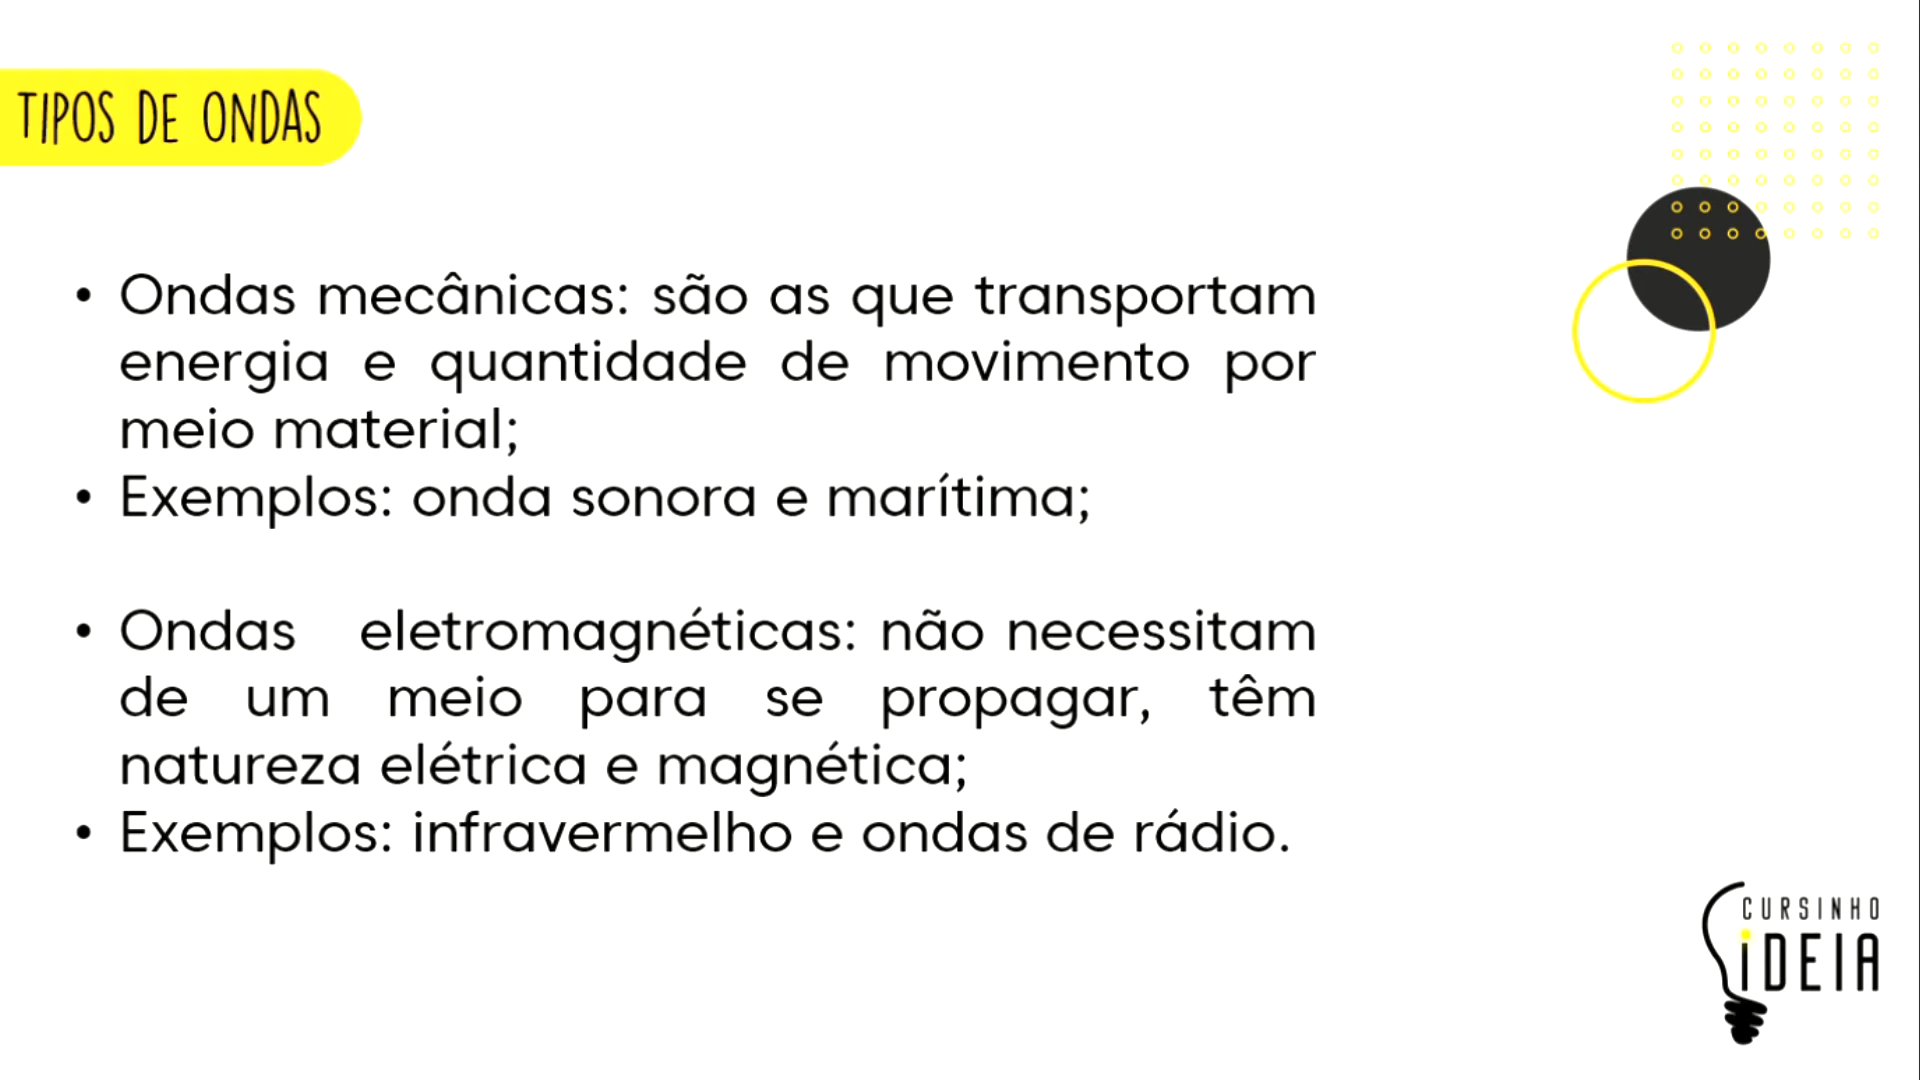 TIPOS DE ONDAS
• Ondas mecânicas: são as que transportam
energia e quantidade de movimento por
meio material;
• Exemplos: onda sonora e marítima;
• Ondas eletromagnéticas: não necessitam
de um meio para se propagar, têm
natureza elétrica e magnética;
• Exemplos: infravermelho e ondas de rádio.
CURSINHO
iDEIA